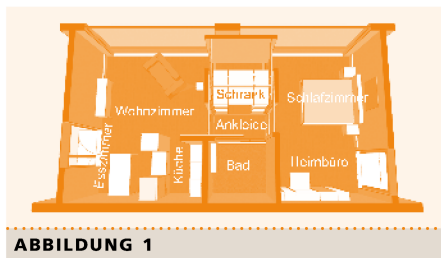 Schrank
Wohnzimmer
Schlafzimmer
Ankleide
Esszimmer
Küche
Bad
Heimbüro
ABBILDUNG 1